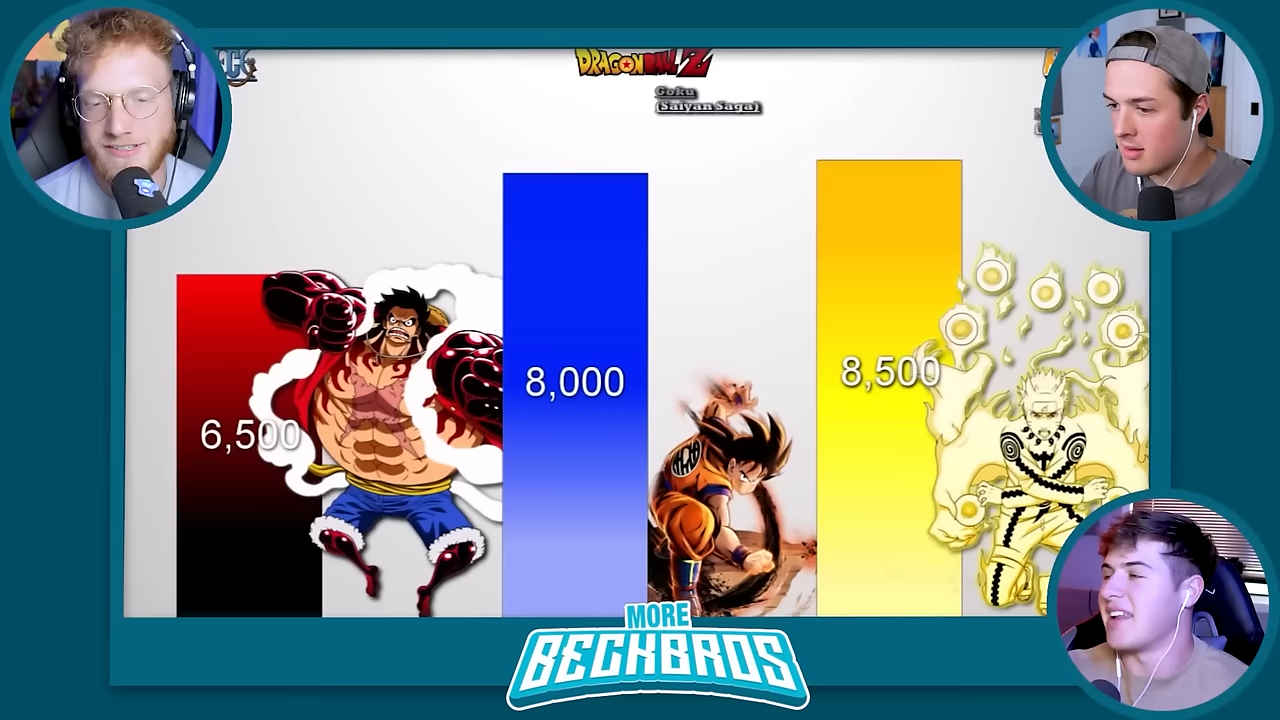 DRAGON BALL Z
Goku
(Saiyan Saga)
6,500
8,000
8,500
MORE
BECKBROS